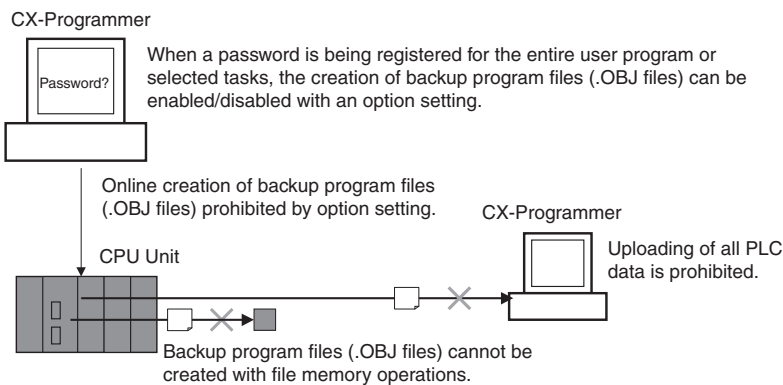 CX-Programmer
Password?
When a password is being registered for the entire user program or
selected tasks, the creation of backup program files (.OBJ files) can be
enabled/disabled with an option setting.
Online creation of backup program files
(.OBJ files) prohibited by option setting.
CX-Programmer
Uploading of all PLC
data is prohibited.
CPU Unit
Backup program files (.OBJ files) cannot be
created with file memory operations.